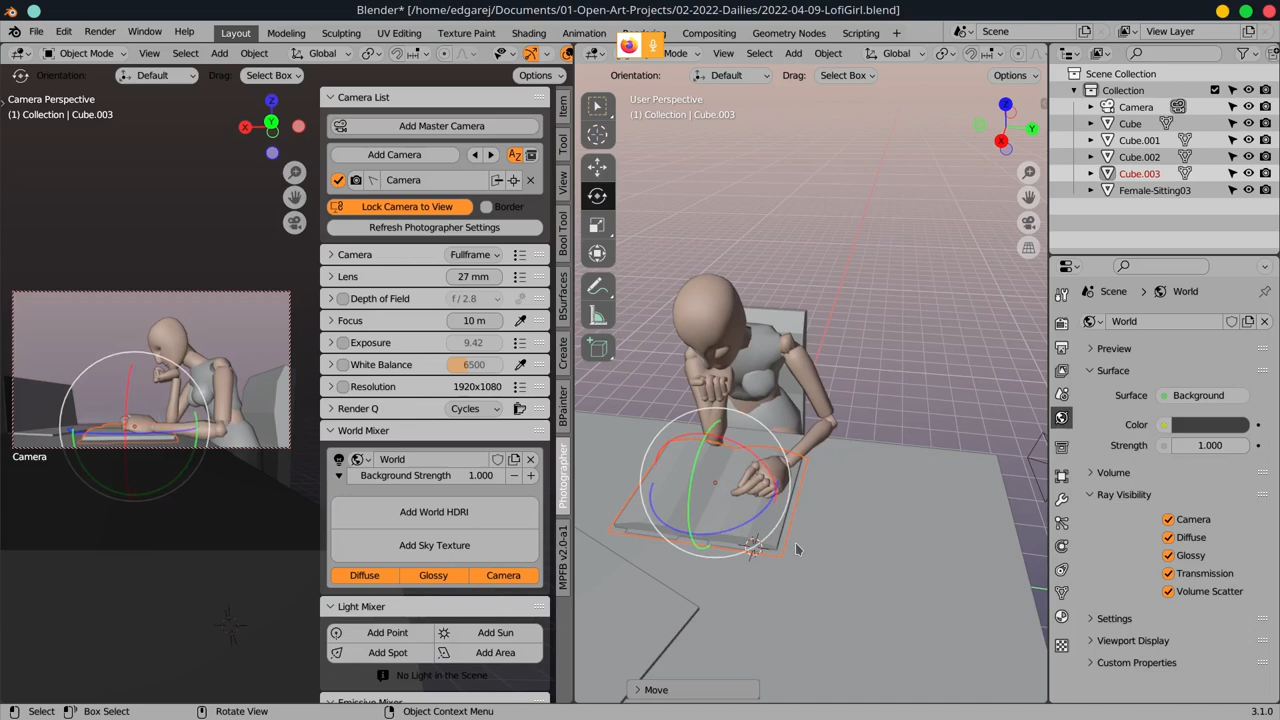 Blender* [/home/edgarej/Documents/01-Open-Art-Projects/02-2022-Dailies/2022-04-09-LofiGirl.blend]
File Edit Render Window Help Layout Modeling Sculpting UV Editing Texture Paint Shading Animation Rendering Compositing Geometry Nodes Scripting Scene View Layer
Object Mode View Select Add Object Global
Mode View Select Add Object Global
Orientation: Default Drag: Select Box Options
Orientation: Default Drag: Select Box Options
Camera Perspective
(1) Collection | Cube.003
Camera
Camera List
Add Master Camera
Add Camera
Camera
Lock Camera to View Border
Refresh Photographer Settings
Camera Fullframe
Lens 27 mm
Depth of Field f / 2.8
Focus 10 m
Exposure 9.42
White Balance 6500
Resolution 1920x1080
Render Q Cycles
World Mixer
World
Background Strength 1.000
Add World HDRI
Add Sky Texture
Diffuse Glossy Camera
Light Mixer
Add Point Add Sun
Add Spot Add Area
No Light in the Scene
Emissive Mixer
Item
Tool
View
Bool Tool
BSurfaces
Create
BPainter
Photographer
MPFB v2.0-a1
User Perspective
(1) Collection | Cube.003
Move
Scene Collection
Collection
Camera
Cube
Cube.001
Cube.002
Cube.003
Female-Sitting03
Scene World
World
Preview
Surface
Surface Background
Color
Strength 1.000
Volume
Ray Visibility
Camera
Diffuse
Glossy
Transmission
Volume Scatter
Settings
Viewport Display
Custom Properties
Select Box Select Rotate View Object Context Menu 3.1.0